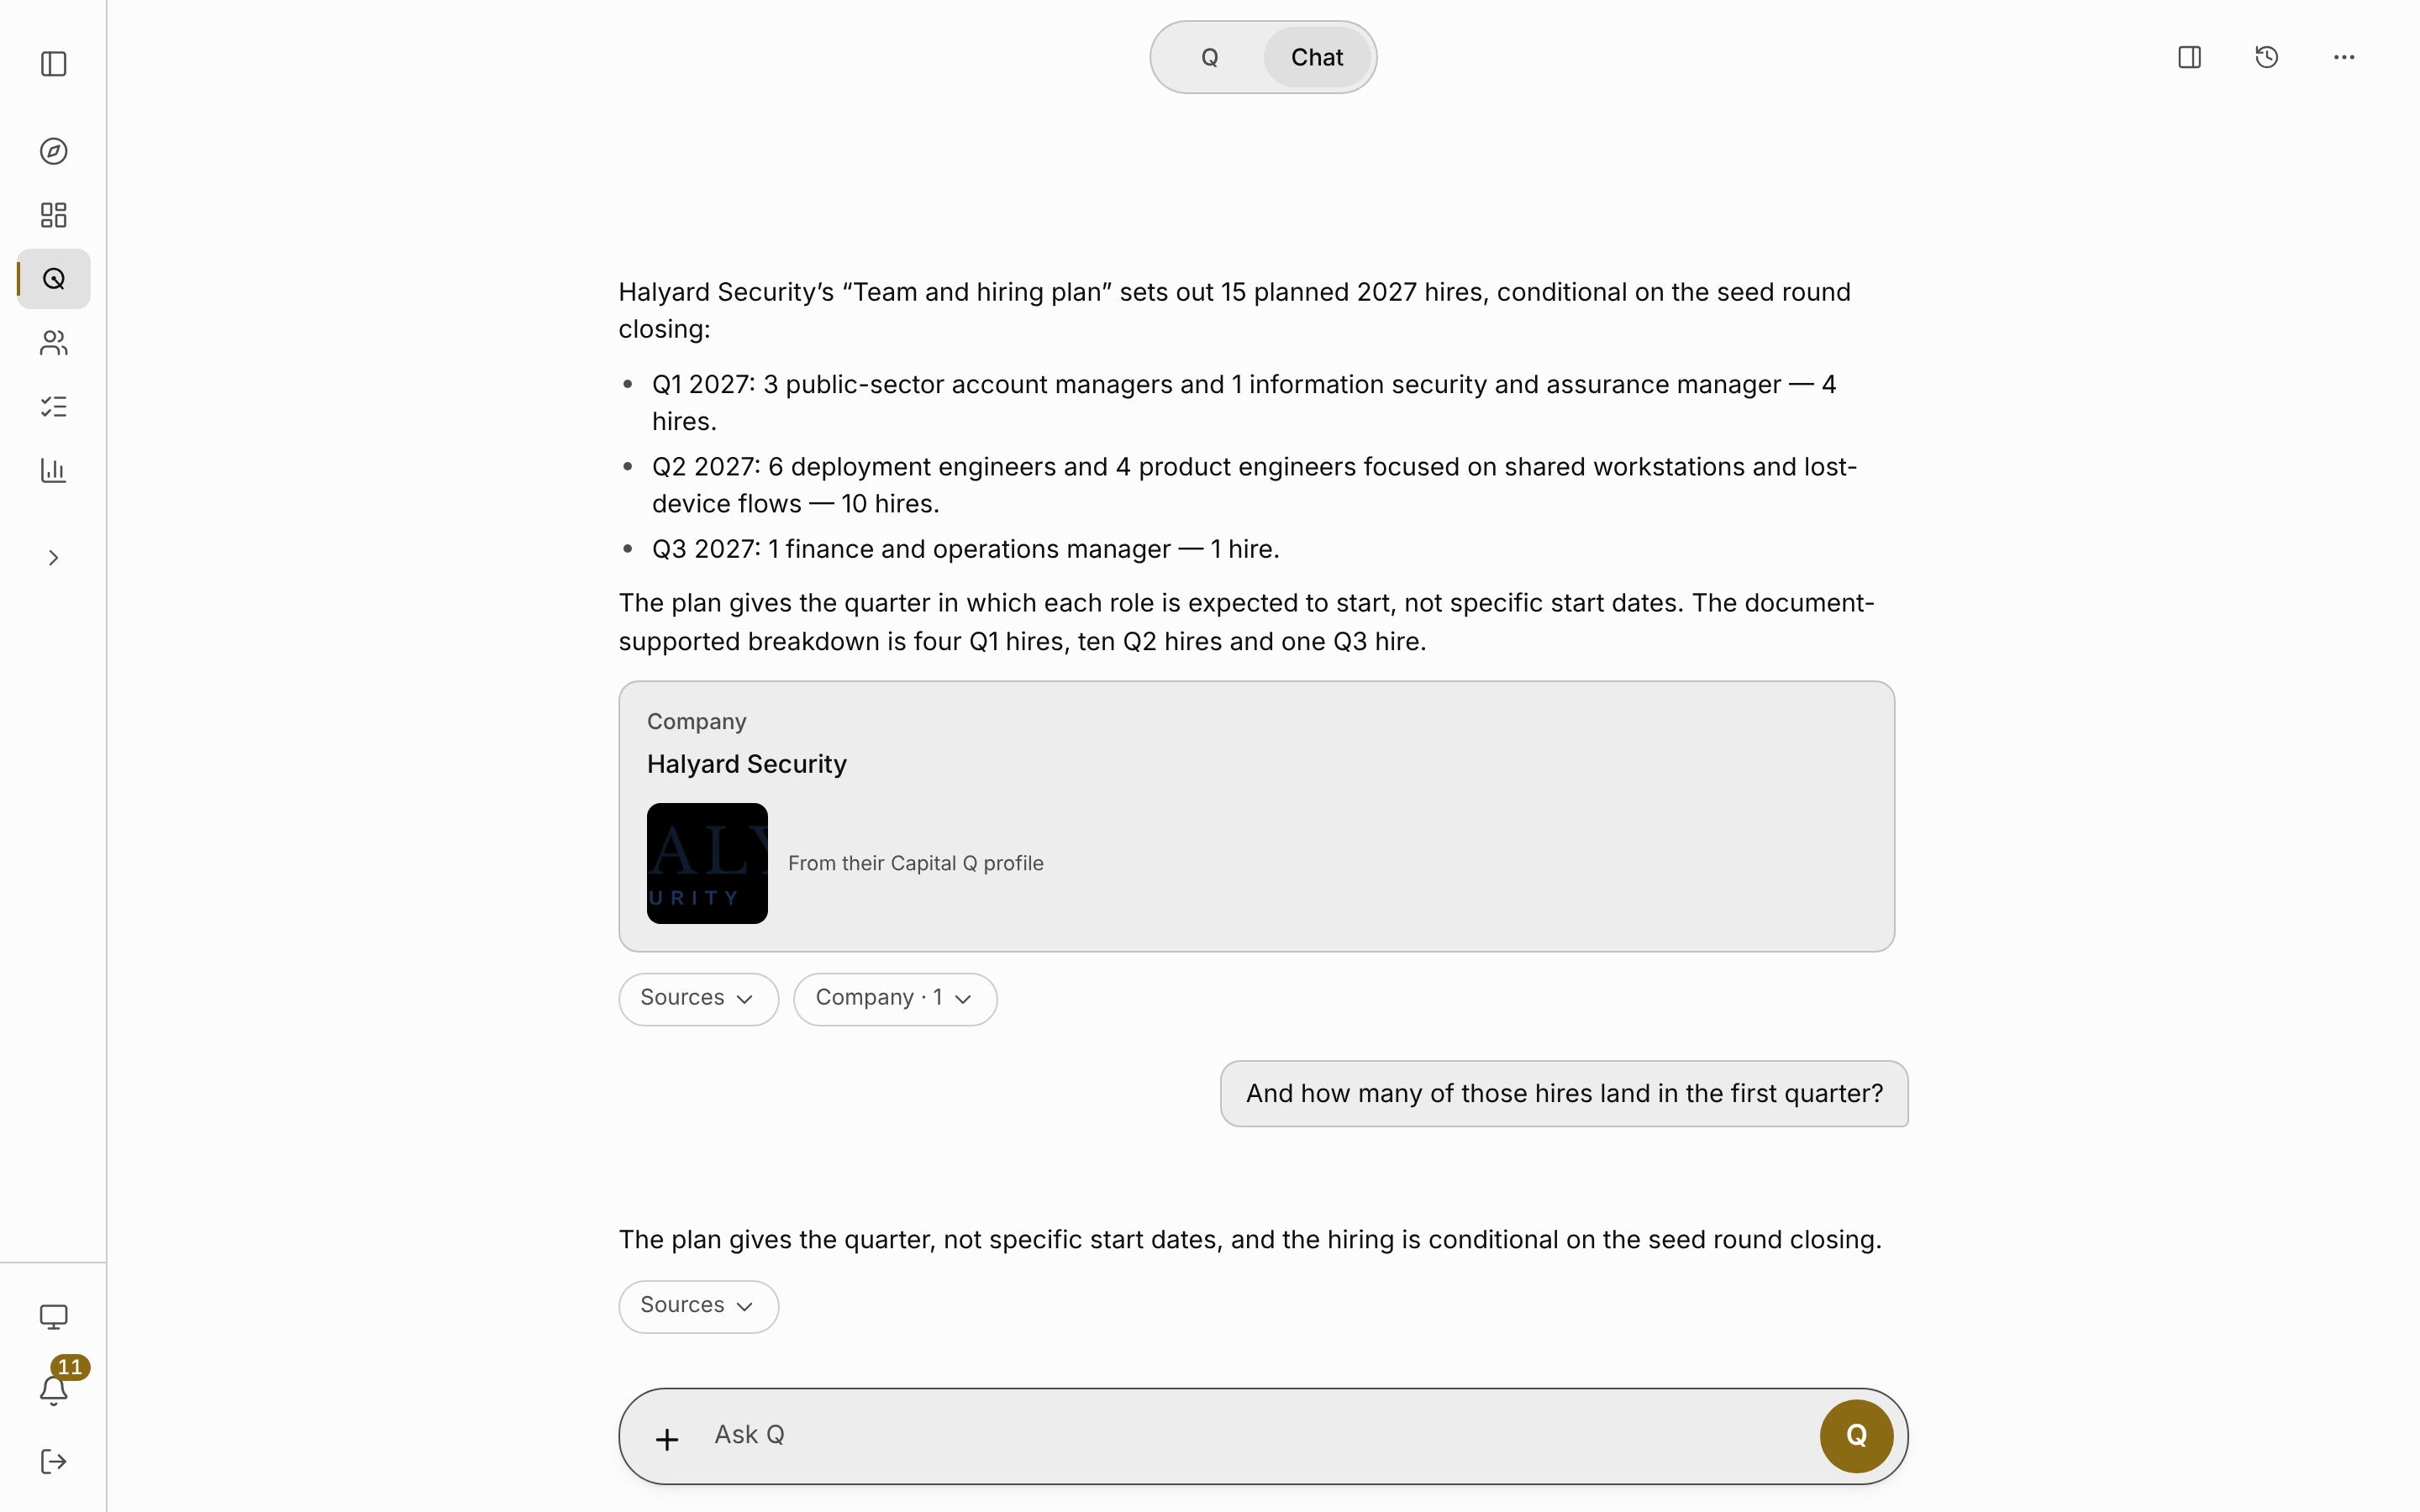 Q Chat
Halyard Security’s “Team and hiring plan” sets out 15 planned 2027 hires, conditional on the seed round
closing:
• Q1 2027: 3 public-sector account managers and 1 information security and assurance manager — 4
hires.
• Q2 2027: 6 deployment engineers and 4 product engineers focused on shared workstations and lost-
device flows — 10 hires.
• Q3 2027: 1 finance and operations manager — 1 hire.
The plan gives the quarter in which each role is expected to start, not specific start dates. The document-
supported breakdown is four Q1 hires, ten Q2 hires and one Q3 hire.
Company
Halyard Security
ALY
URITY
From their Capital Q profile
Sources
Company · 1
And how many of those hires land in the first quarter?
The plan gives the quarter, not specific start dates, and the hiring is conditional on the seed round closing.
Sources
11
Ask Q
Q